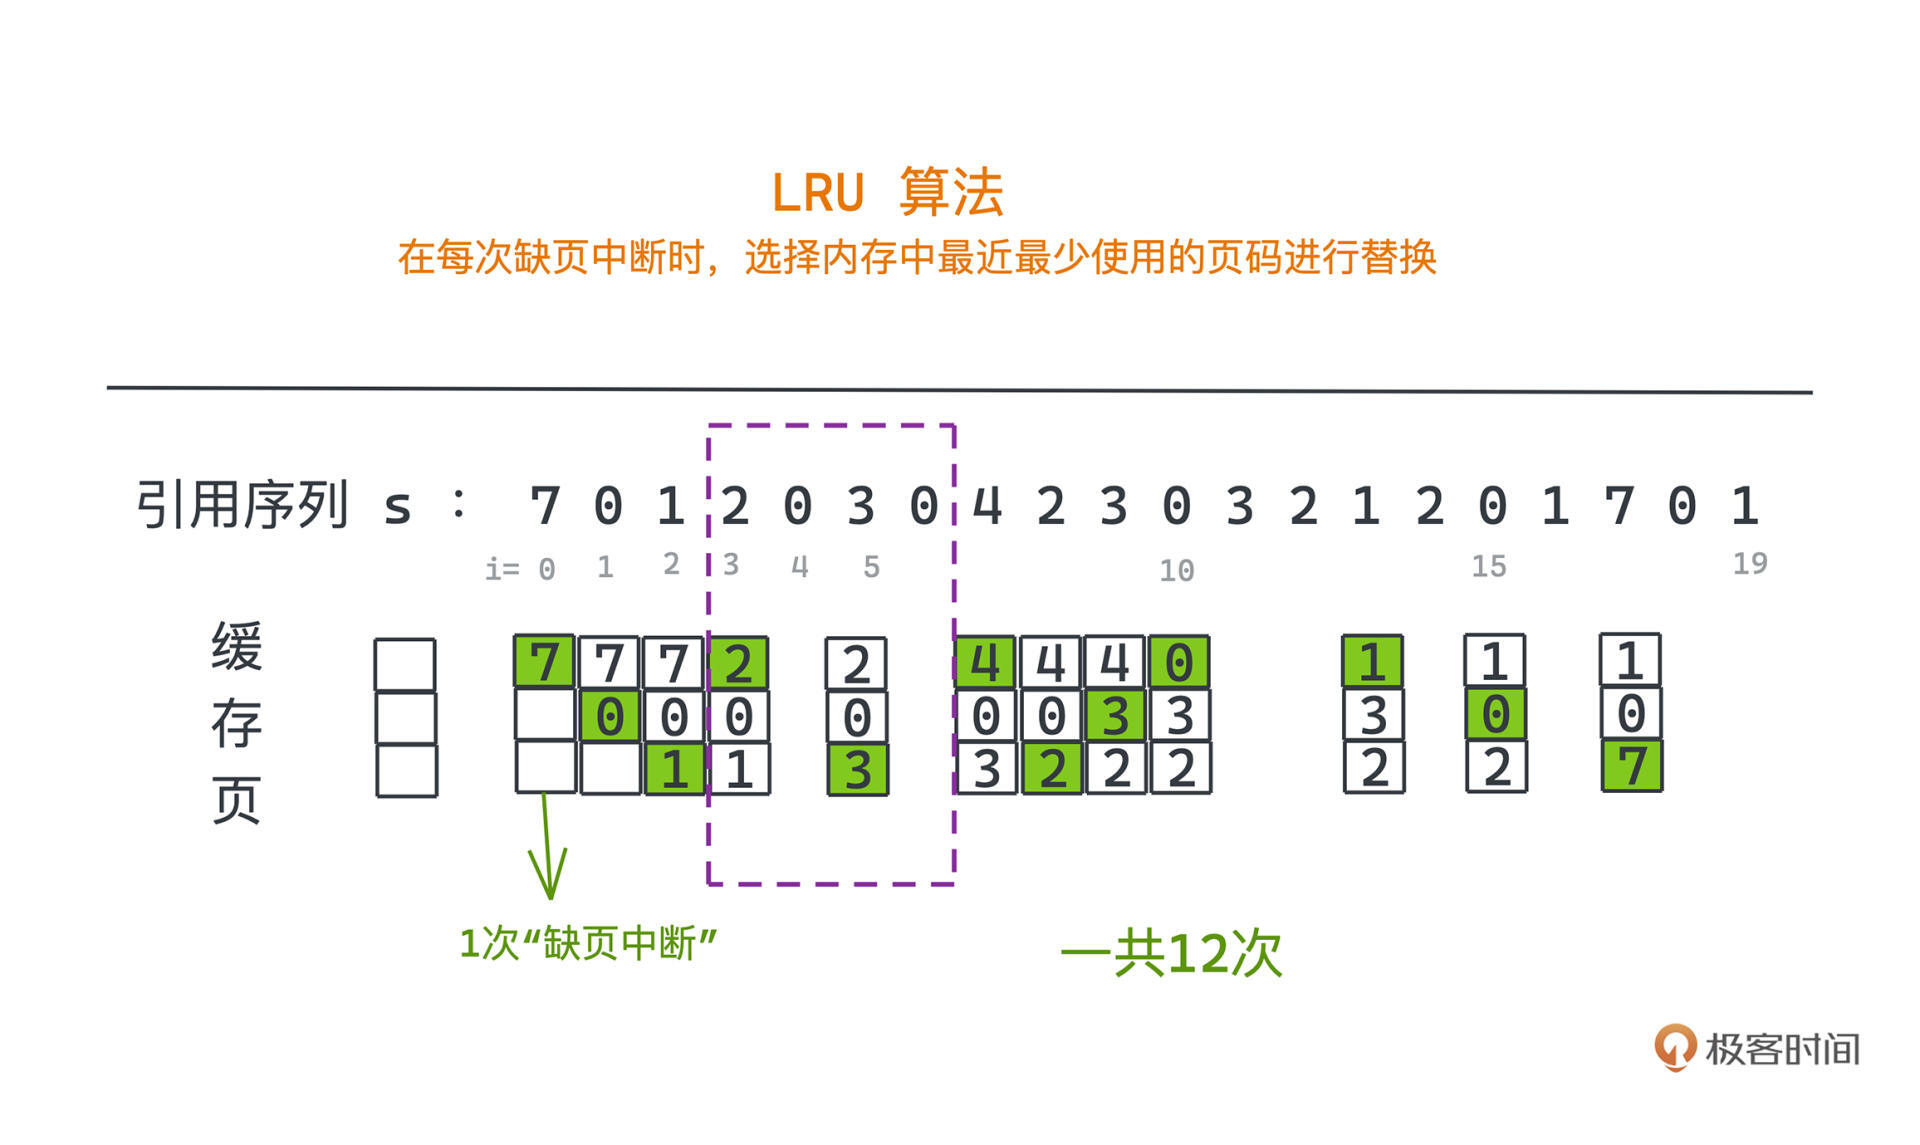 LRU 算法
在每次缺页中断时，选择内存中最近最少使用的页码进行替换
引用序列 s : 7 0 1 2 0 3 0 4 2 3 0 3 2 1 2 0 1 7 0 1
i= 0 1 2 3 4 5 10 15 19
缓存页
7 7 7 2 2 4 4 4 0 1 1 1
0 0 0 0 0 0 3 3 3 0 0
1 1 3 3 2 2 2 2 2 7
1次“缺页中断”
一共12次
极客时间